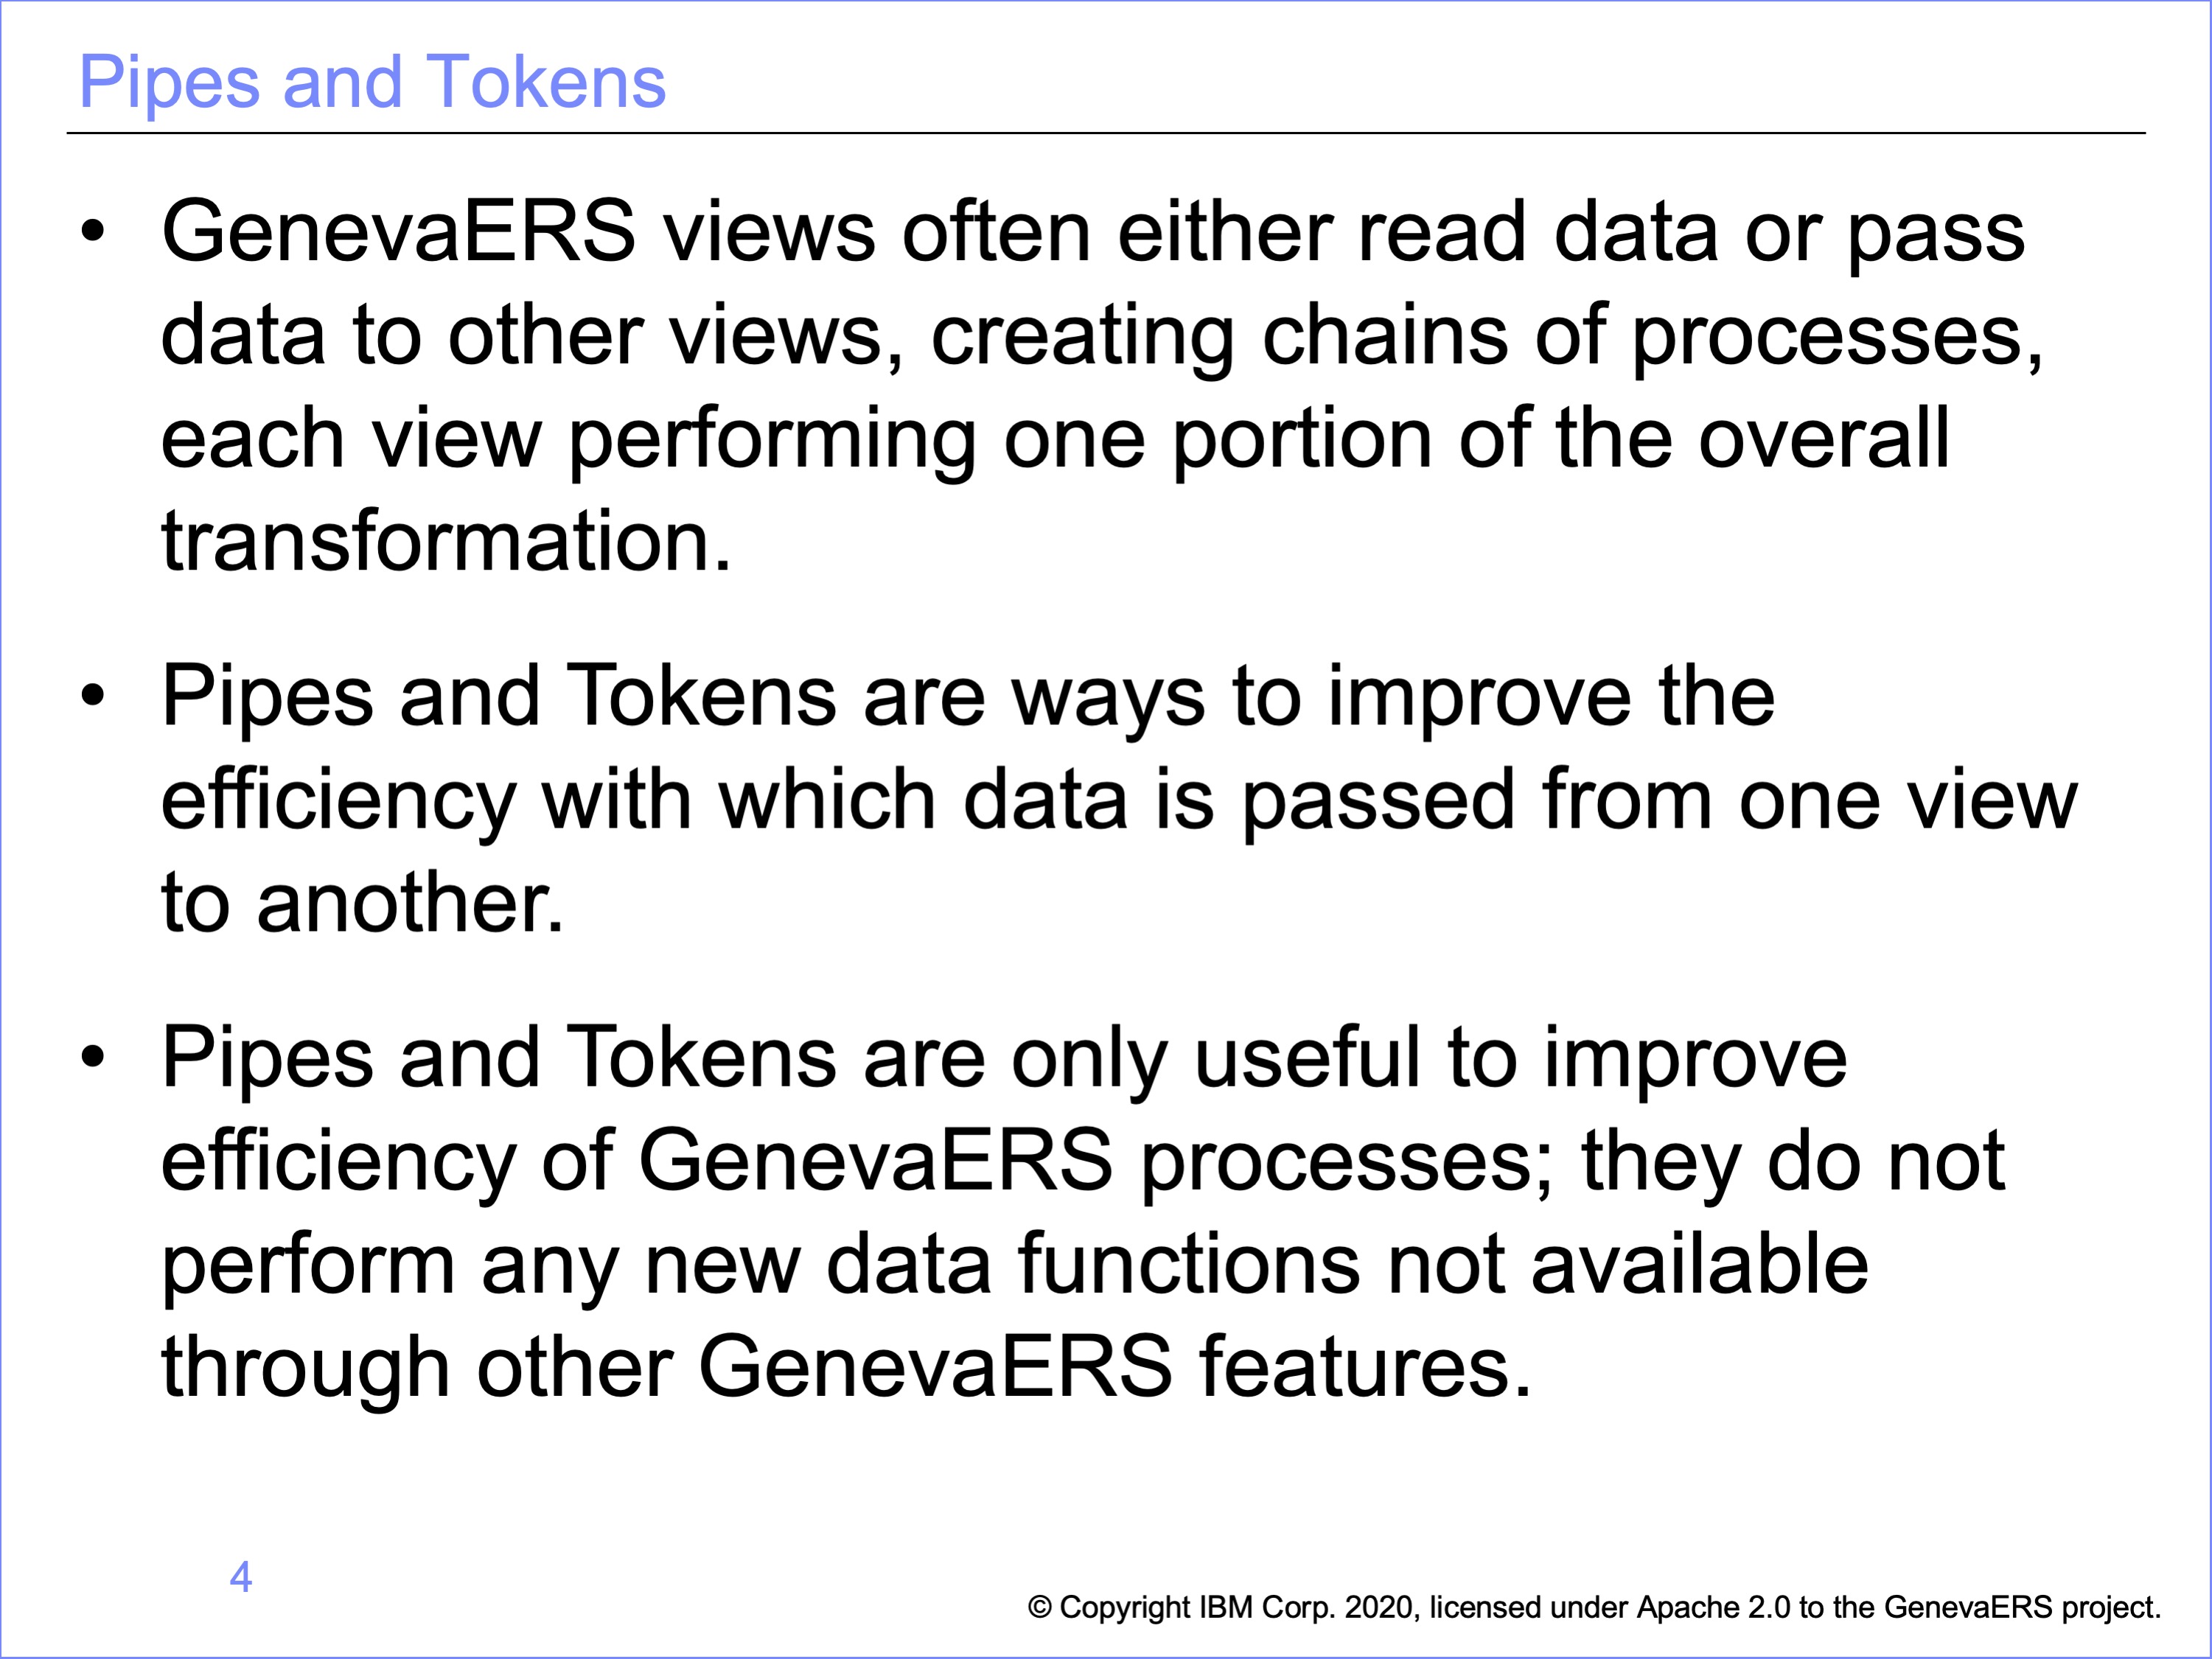 Pipes and Tokens
• GenevaERS views often either read data or pass
data to other views, creating chains of processes,
each view performing one portion of the overall
transformation.
• Pipes and Tokens are ways to improve the
efficiency with which data is passed from one view
to another.
• Pipes and Tokens are only useful to improve
efficiency of GenevaERS processes; they do not
perform any new data functions not available
through other GenevaERS features.
4
© Copyright IBM Corp. 2020, licensed under Apache 2.0 to the GenevaERS project.